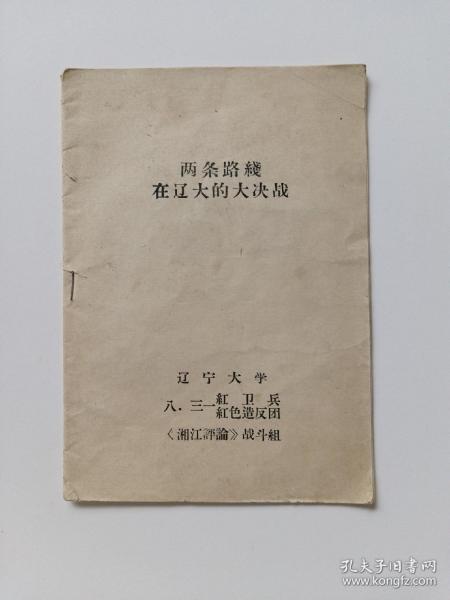 两条路綫
在辽大的大决战
辽宁大学
八·三一紅卫兵
紅色造反团
《湘江評論》战斗組
孔夫子旧书网
www.kongfz.com